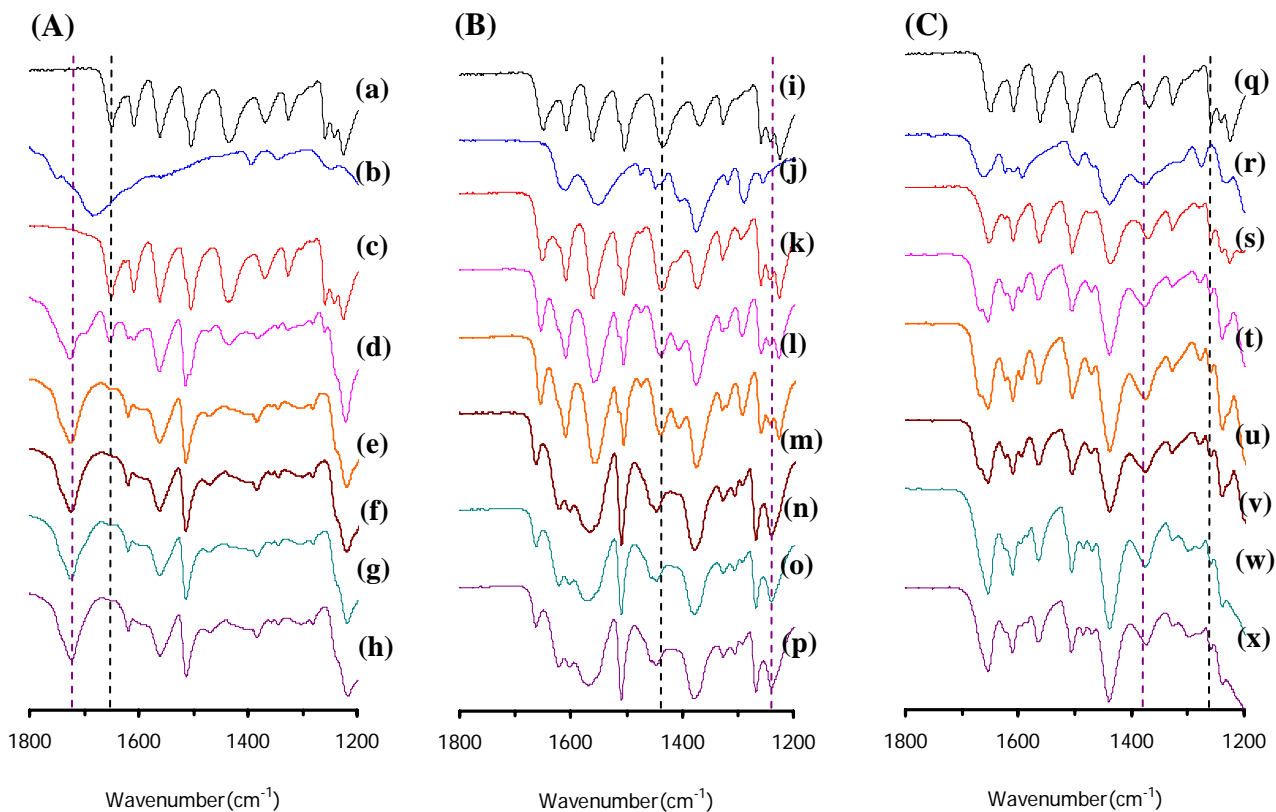 (A)
(a)
(b)
(c)
(d)
(e)
(f)
(g)
(h)
1800 1600 1400 1200
Wavenumber(cm⁻¹)
(B)
(i)
(j)
(k)
(l)
(m)
(n)
(o)
(p)
1800 1600 1400 1200
Wavenumber(cm⁻¹)
(C)
(q)
(r)
(s)
(t)
(u)
(v)
(w)
(x)
1800 1600 1400 1200
Wavenumber(cm⁻¹)